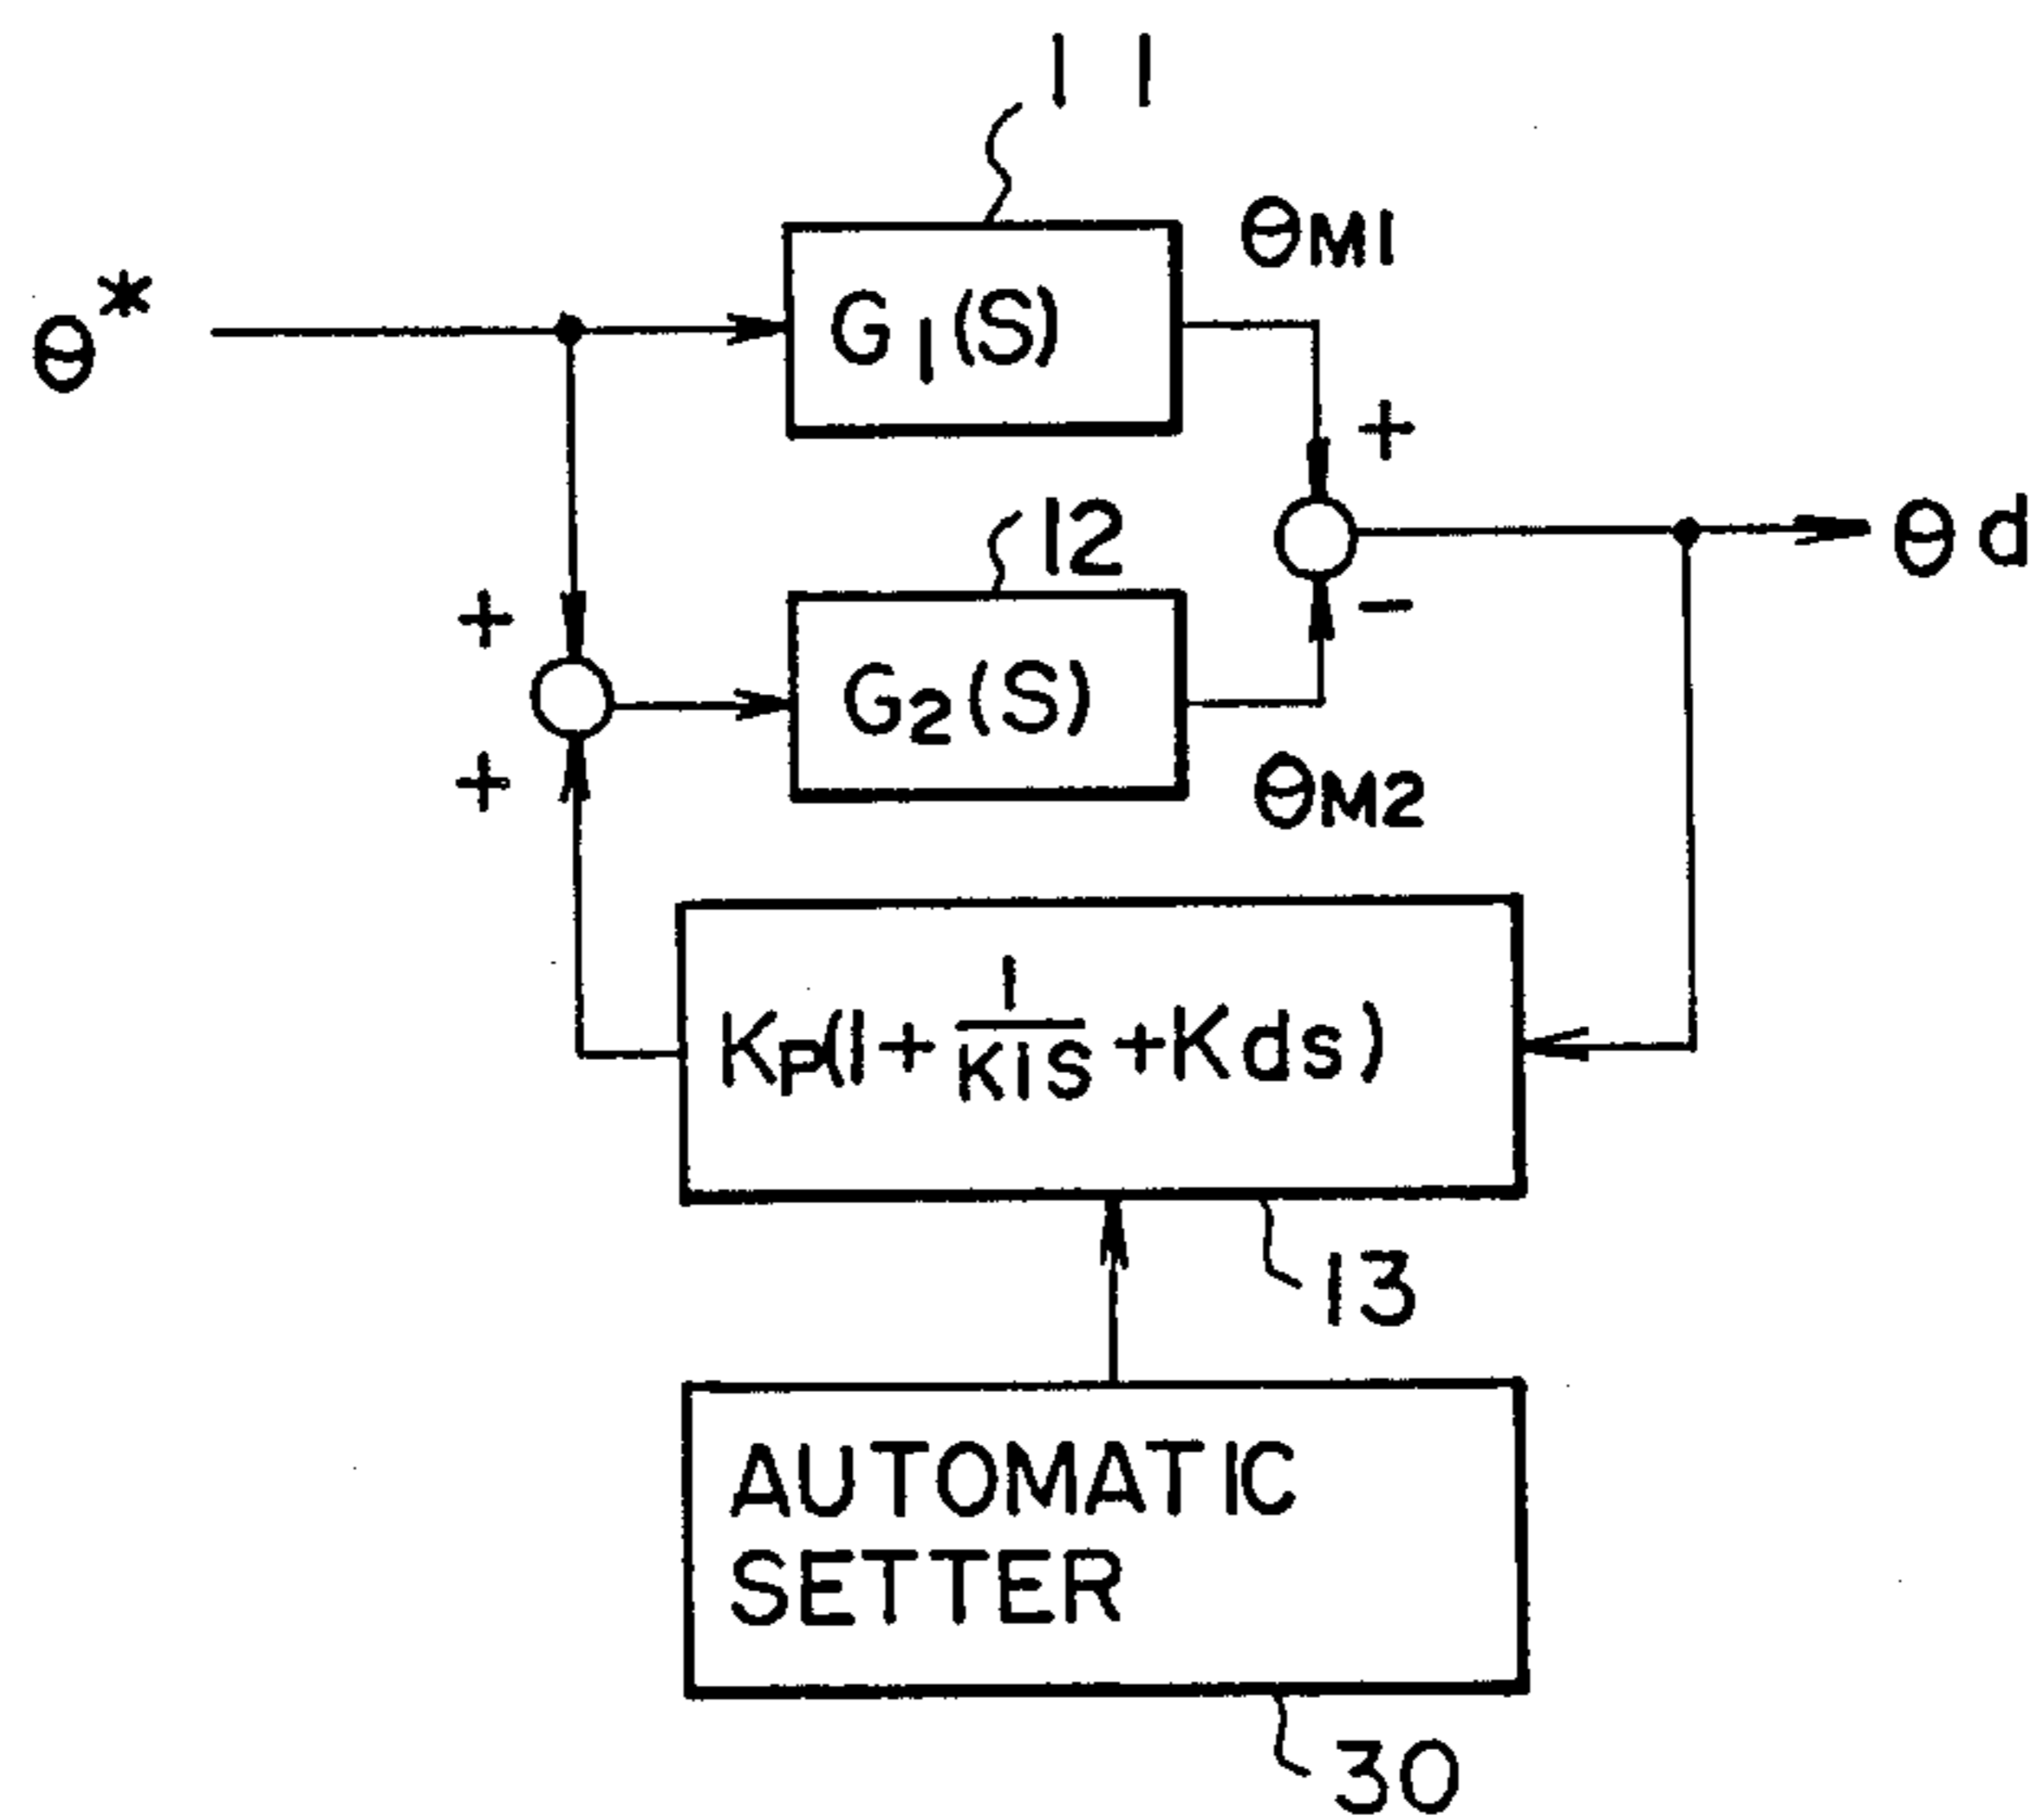 11
θ*
G1(S)
θM1
+
12
θd
+
−
G2(S)
+
θM2
KP(1+1/Kis+Kds)
13
AUTOMATIC
SETTER
30